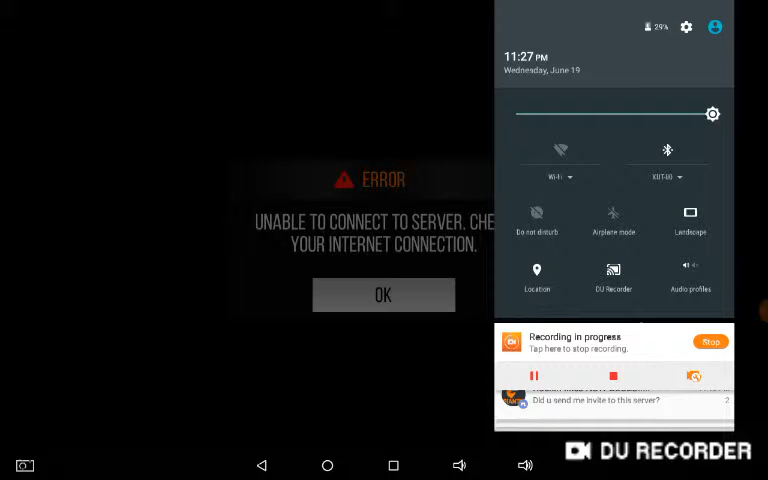 29%
11:27 PM
Wednesday, June 19
Wi-Fi
Do not disturb
Airplane mode
Landscape
Location
DU Recorder
Audio profiles
ERROR
UNABLE TO CONNECT TO SERVER. CHE
YOUR INTERNET CONNECTION.
OK
Recording in progress
Tap here to stop recording.
Stop
Did u send me invite to this server?
2
DU RECORDER